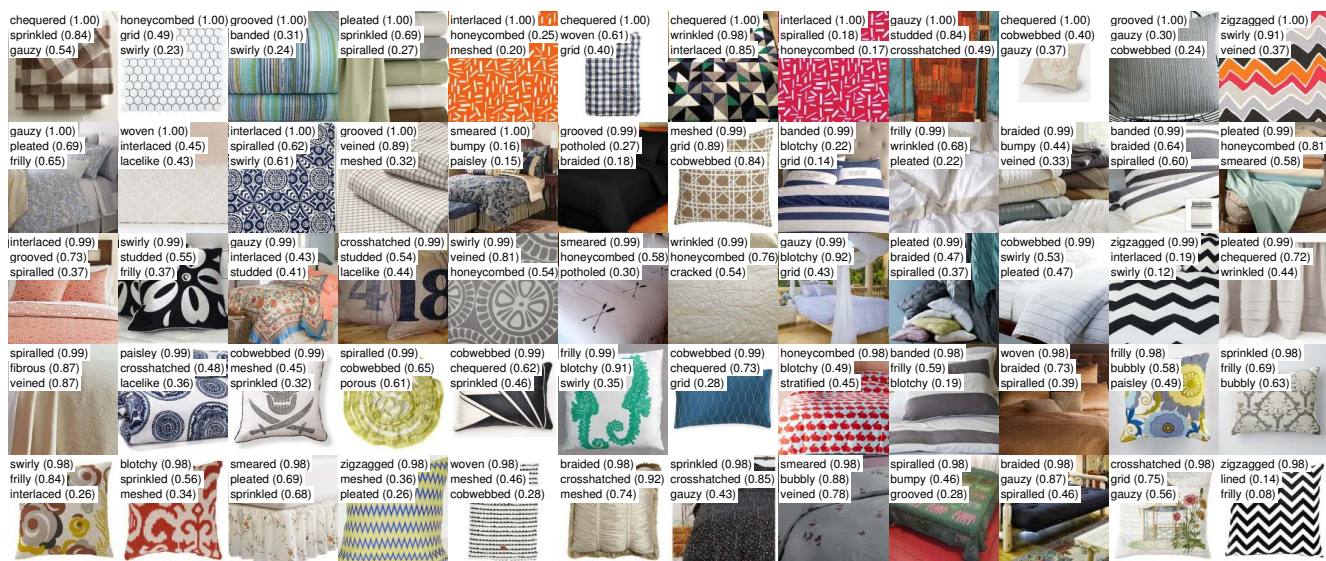 chequered (1.00)
sprinkled (0.84)
gauzy (0.54)
honeycombed (1.00)
grid (0.49)
swirly (0.23)
grooved (1.00)
banded (0.31)
swirly (0.24)
pleated (1.00)
sprinkled (0.69)
spiralled (0.27)
interlaced (1.00)
honeycombed (0.25)
meshed (0.20)
chequered (1.00)
woven (0.61)
grid (0.40)
chequered (1.00)
wrinkled (0.98)
interlaced (0.85)
interlaced (1.00)
spiralled (0.18)
honeycombed (0.17)
gauzy (1.00)
studded (0.84)
crosshatched (0.49)
chequered (1.00)
cobwebbed (0.40)
gauzy (0.37)
grooved (1.00)
gauzy (0.30)
cobwebbed (0.24)
zigzagged (1.00)
swirly (0.91)
veined (0.37)
gauzy (1.00)
pleated (0.69)
frilly (0.65)
woven (1.00)
interlaced (0.45)
lacelike (0.43)
interlaced (1.00)
spiralled (0.62)
swirly (0.61)
grooved (1.00)
veined (0.89)
meshed (0.32)
smeared (1.00)
bumpy (0.16)
paisley (0.15)
grooved (0.99)
potholed (0.27)
braided (0.18)
meshed (0.99)
grid (0.89)
cobwebbed (0.84)
banded (0.99)
blotchy (0.22)
grid (0.14)
frilly (0.99)
wrinkled (0.68)
pleated (0.22)
braided (0.99)
bumpy (0.44)
veined (0.33)
banded (0.99)
braided (0.64)
spiralled (0.60)
pleated (0.99)
honeycombed (0.81)
smeared (0.58)
interlaced (0.99)
grooved (0.73)
spiralled (0.37)
swirly (0.99)
studded (0.55)
frilly (0.37)
gauzy (0.99)
interlaced (0.43)
studded (0.41)
crosshatched (0.99)
studded (0.54)
lacelike (0.44)
swirly (0.99)
veined (0.81)
honeycombed (0.54)
smeared (0.99)
honeycombed (0.58)
potholed (0.30)
wrinkled (0.99)
honeycombed (0.76)
cracked (0.54)
gauzy (0.99)
blotchy (0.92)
grid (0.43)
pleated (0.99)
braided (0.47)
spiralled (0.37)
cobwebbed (0.99)
swirly (0.53)
pleated (0.47)
zigzagged (0.99)
interlaced (0.19)
swirly (0.12)
pleated (0.99)
chequered (0.72)
wrinkled (0.44)
4 18
spiralled (0.99)
fibrous (0.87)
veined (0.87)
paisley (0.99)
crosshatched (0.48)
lacelike (0.36)
cobwebbed (0.99)
meshed (0.45)
sprinkled (0.32)
spiralled (0.99)
cobwebbed (0.65)
porous (0.61)
cobwebbed (0.99)
chequered (0.62)
sprinkled (0.46)
frilly (0.99)
blotchy (0.91)
swirly (0.35)
cobwebbed (0.99)
chequered (0.73)
grid (0.28)
honeycombed (0.98)
blotchy (0.49)
stratified (0.45)
banded (0.98)
frilly (0.59)
blotchy (0.19)
woven (0.98)
braided (0.73)
spiralled (0.39)
frilly (0.98)
bubbly (0.58)
paisley (0.49)
sprinkled (0.98)
frilly (0.69)
bubbly (0.63)
swirly (0.98)
frilly (0.84)
interlaced (0.26)
blotchy (0.98)
sprinkled (0.56)
meshed (0.34)
smeared (0.98)
pleated (0.69)
sprinkled (0.68)
zigzagged (0.98)
meshed (0.36)
pleated (0.26)
woven (0.98)
meshed (0.46)
cobwebbed (0.28)
braided (0.98)
crosshatched (0.92)
meshed (0.74)
sprinkled (0.98)
crosshatched (0.85)
gauzy (0.43)
smeared (0.98)
bubbly (0.88)
veined (0.78)
spiralled (0.98)
bumpy (0.46)
grooved (0.28)
braided (0.98)
gauzy (0.87)
spiralled (0.46)
crosshatched (0.98)
grid (0.75)
gauzy (0.56)
zigzagged (0.98)
lined (0.14)
frilly (0.08)